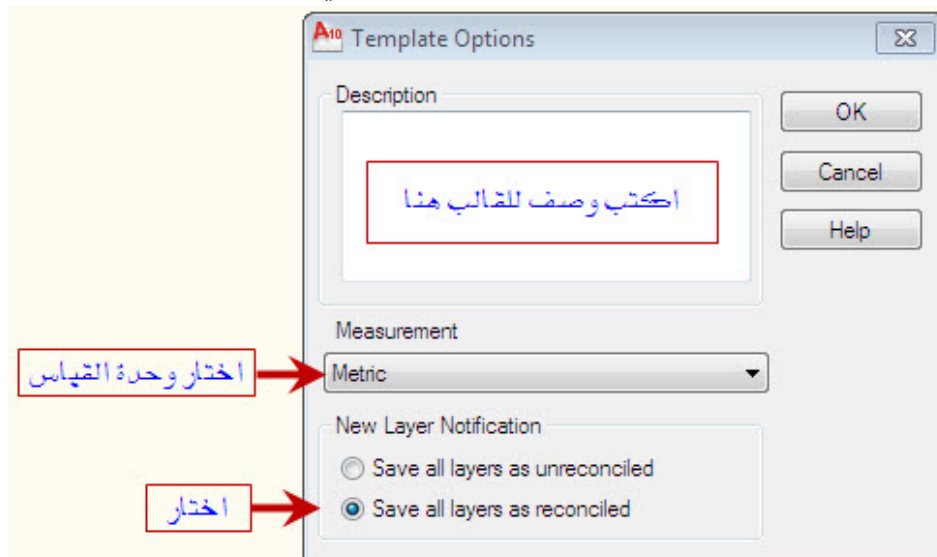 A10 Template Options
Description
OK
اكتب وصف للقالب هنا
Cancel
Help
Measurement
اختار وحدة القياس
Metric
New Layer Notification
Save all layers as unreconciled
اختار
Save all layers as reconciled